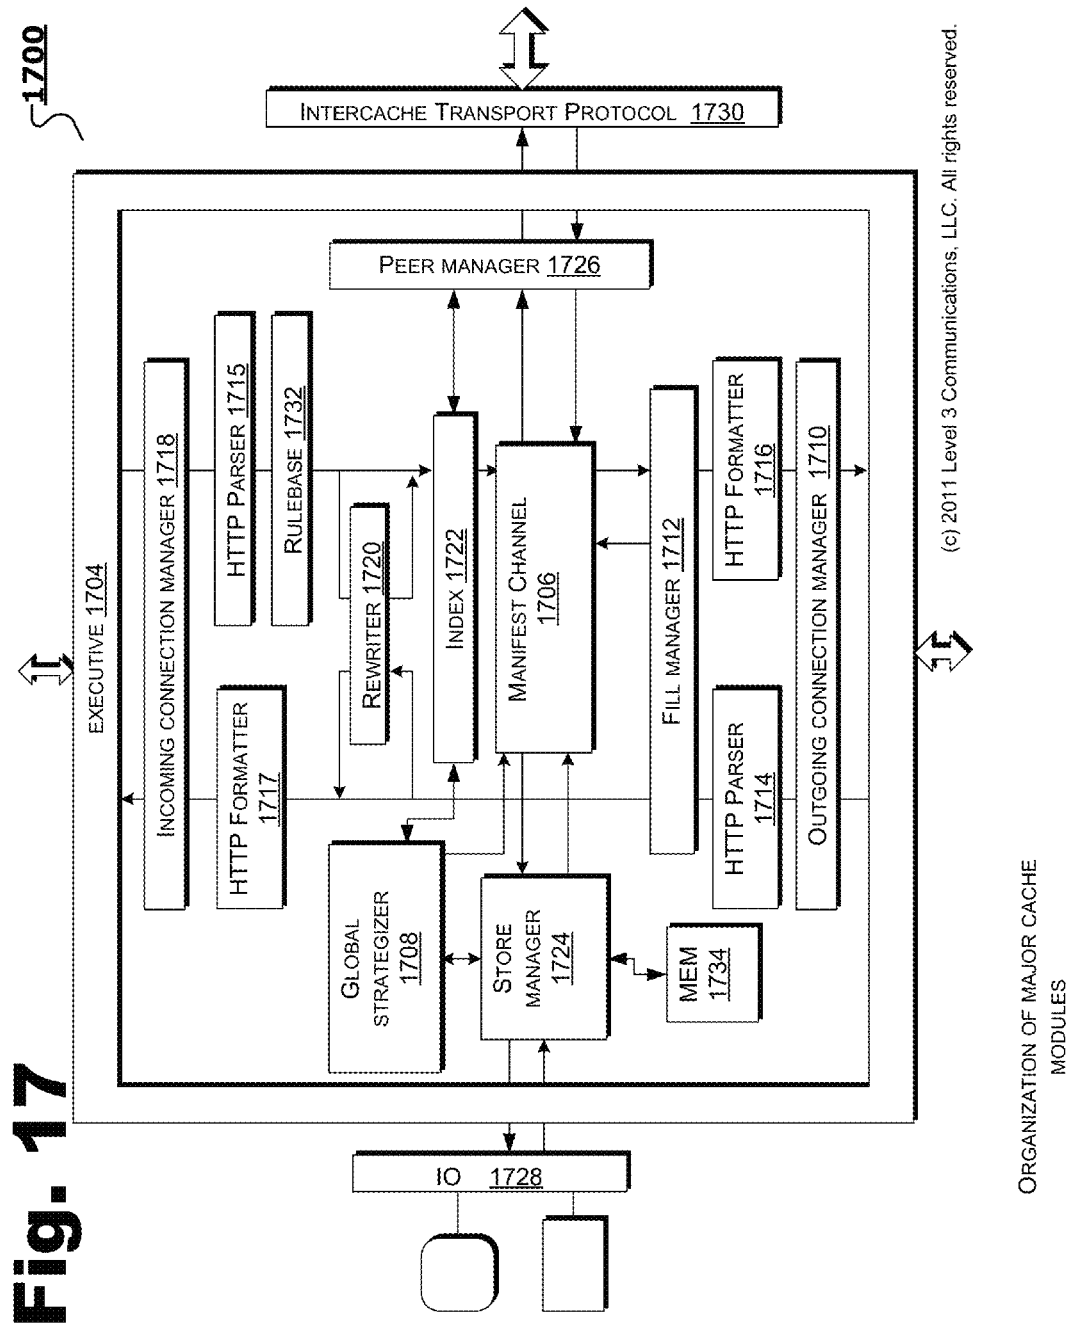 Fig. 17
1700
EXECUTIVE 1704
INCOMING CONNECTION MANAGER 1718
HTTP FORMATTER
1717
HTTP PARSER 1715
RULEBASE 1732
REWRITER 1720
GLOBAL
STRATEGIZER
1708
INDEX 1722
PEER MANAGER 1726
INTERCACHE TRANSPORT PROTOCOL 1730
IO 1728
STORE
MANAGER
1724
MANIFEST CHANNEL
1706
MEM
1734
FILL MANAGER 1712
HTTP PARSER
1714
HTTP FORMATTER
1716
OUTGOING CONNECTION MANAGER 1710
(c) 2011 Level 3 Communications, LLC. All rights reserved.
ORGANIZATION OF MAJOR CACHE
MODULES